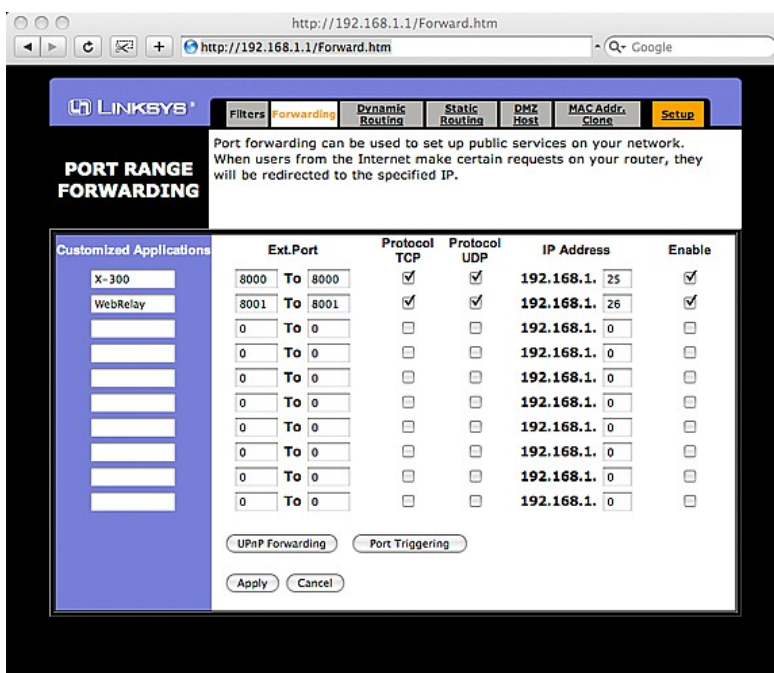 http://192.168.1.1/Forward.htm
http://192.168.1.1/Forward.htm
Google
LINKSYS®
Filters Forwarding Dynamic Routing Static Routing DMZ Host MAC Addr. Clone Setup
PORT RANGE
FORWARDING
Port forwarding can be used to set up public services on your network.
When users from the Internet make certain requests on your router, they
will be redirected to the specified IP.
Customized Applications Ext.Port Protocol TCP Protocol UDP IP Address Enable
X-300 8000 To 8000 192.168.1. 25
WebRelay 8001 To 8001 192.168.1. 26
0 To 0 192.168.1. 0
0 To 0 192.168.1. 0
0 To 0 192.168.1. 0
0 To 0 192.168.1. 0
0 To 0 192.168.1. 0
0 To 0 192.168.1. 0
0 To 0 192.168.1. 0
0 To 0 192.168.1. 0
UPnP Forwarding Port Triggering
Apply Cancel